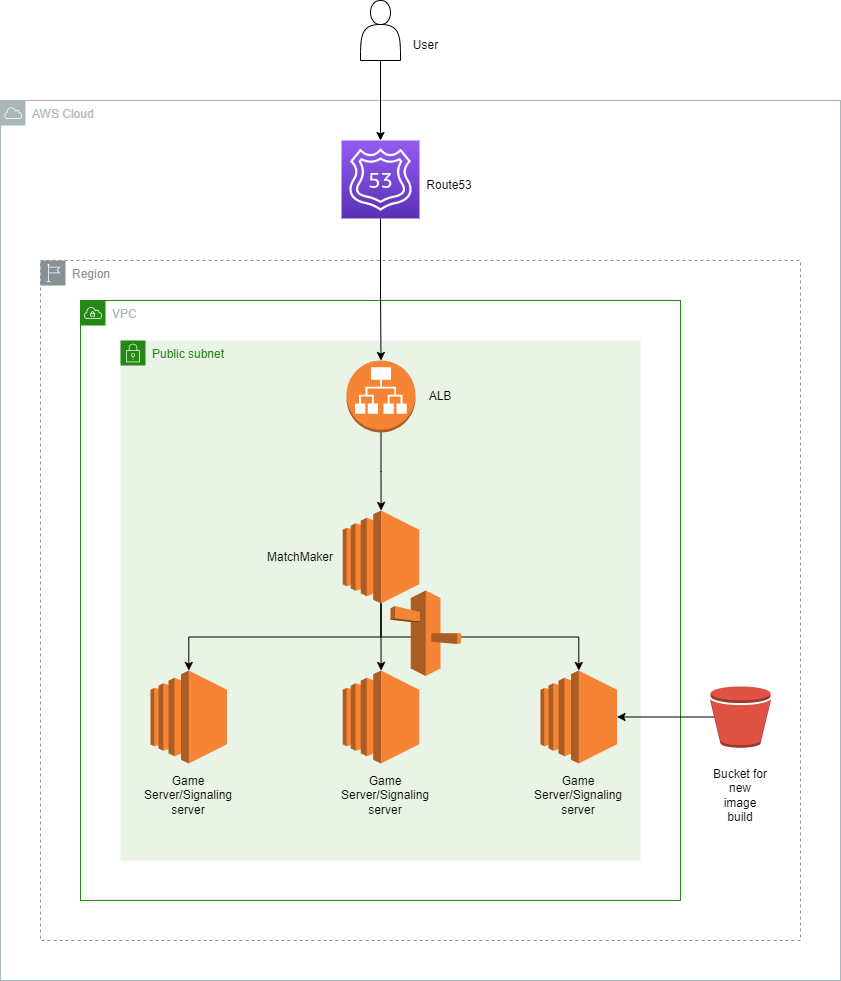 User
AWS Cloud
53
Route53
Region
VPC
Public subnet
ALB
MatchMaker
Game
Server/Signaling
server
Game
Server/Signaling
server
Game
Server/Signaling
server
Bucket for
new
image
build